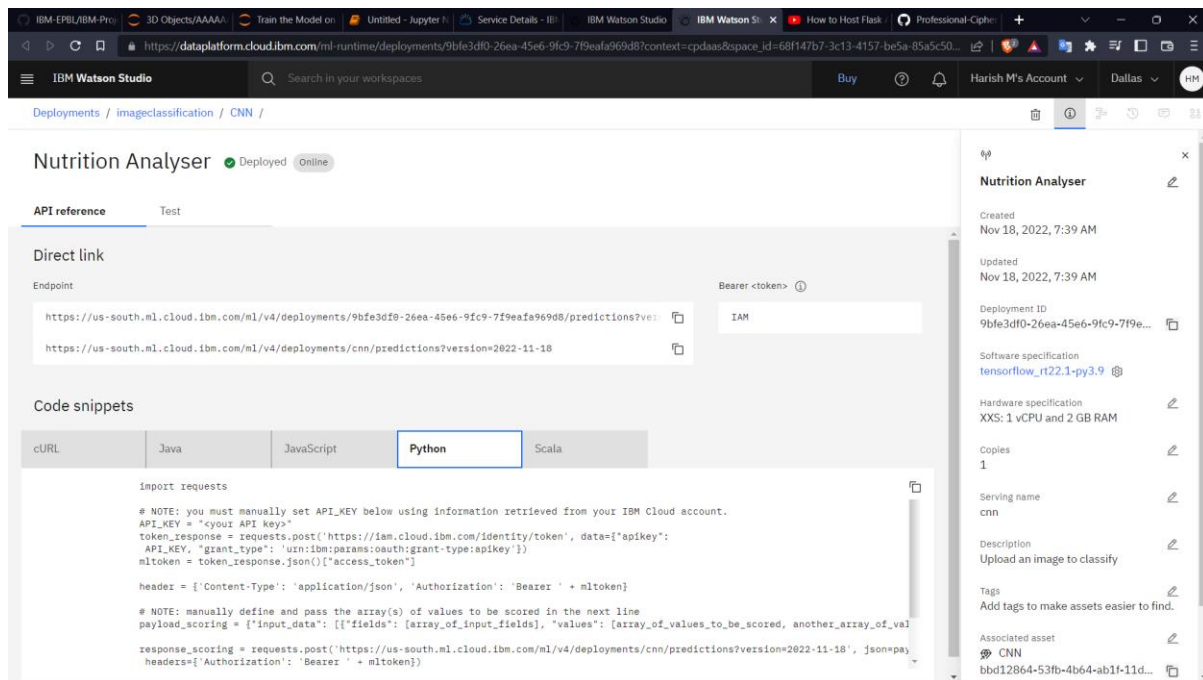 IBM-EPBL/IBM-Proj
3D Objects/AAAAA
Train the Model on
Untitled - Jupyter N
Service Details - IB
IBM Watson Studio
IBM Watson St
How to Host Flask
Professional-Cipher
https://dataplatform.cloud.ibm.com/ml-runtime/deployments/9bfe3df0-26ea-45e6-9fc9-7f9eafa969d8?context=cpdaas&space_id=68f147b7-3c13-4157-be5a-85a5c50...
IBM Watson Studio
Search in your workspaces
Buy
Harish M's Account
Dallas
HM
Deployments / imageclassification / CNN /
Nutrition Analyser
Deployed
Online
API reference
Test
Direct link
Endpoint
Bearer <token>
https://us-south.ml.cloud.ibm.com/ml/v4/deployments/9bfe3df0-26ea-45e6-9fc9-7f9eafa969d8/predictions?ver
IAM
https://us-south.ml.cloud.ibm.com/ml/v4/deployments/cnn/predictions?version=2022-11-18
Code snippets
cURL
Java
JavaScript
Python
Scala
import requests
# NOTE: you must manually set API_KEY below using information retrieved from your IBM Cloud account.
API_KEY = "<your API key>"
token_response = requests.post('https://iam.cloud.ibm.com/identity/token', data={"apikey":
API_KEY, "grant_type": 'urn:ibm:params:oauth:grant-type:apikey'})
mltoken = token_response.json()["access_token"]
header = {'Content-Type': 'application/json', 'Authorization': 'Bearer ' + mltoken}
# NOTE: manually define and pass the array(s) of values to be scored in the next line
payload_scoring = {"input_data": [{"fields": [array_of_input_fields], "values": [array_of_values_to_be_scored, another_array_of_val
response_scoring = requests.post('https://us-south.ml.cloud.ibm.com/ml/v4/deployments/cnn/predictions?version=2022-11-18', json=pay
headers={'Authorization': 'Bearer ' + mltoken})
Nutrition Analyser
Created
Nov 18, 2022, 7:39 AM
Updated
Nov 18, 2022, 7:39 AM
Deployment ID
9bfe3df0-26ea-45e6-9fc9-7f9e...
Software specification
tensorflow_rt22.1-py3.9
Hardware specification
XXS: 1 vCPU and 2 GB RAM
Copies
1
Serving name
cnn
Description
Upload an image to classify
Tags
Add tags to make assets easier to find.
Associated asset
CNN
bbd12864-53fb-4b64-ab1f-11d...